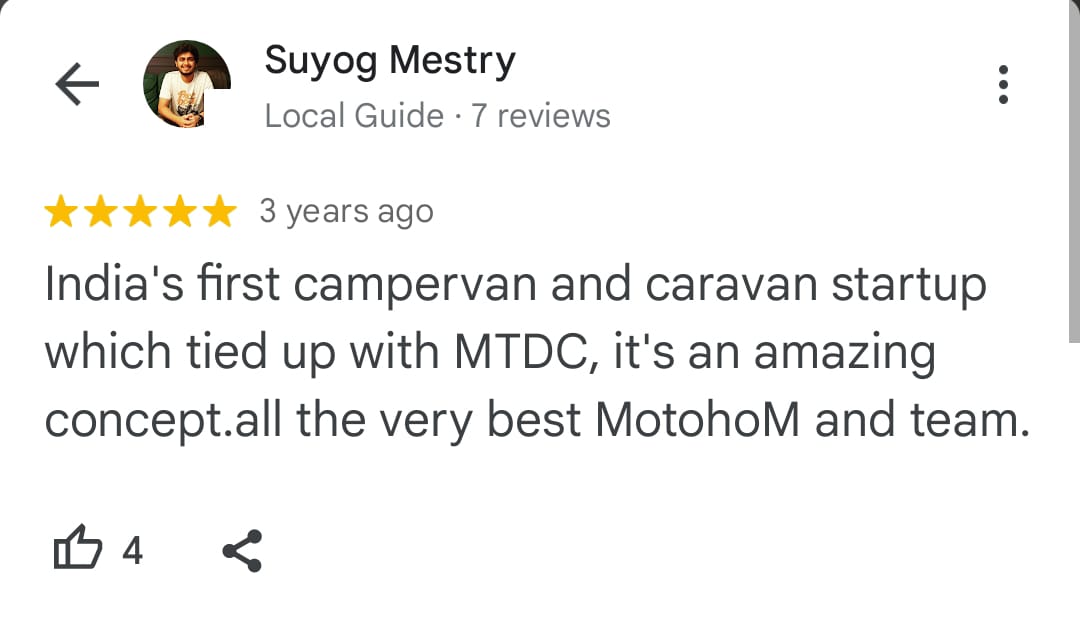 Suyog Mestry
Local Guide · 7 reviews
3 years ago
India's first campervan and caravan startup
which tied up with MTDC, it's an amazing
concept.all the very best MotohoM and team.
4